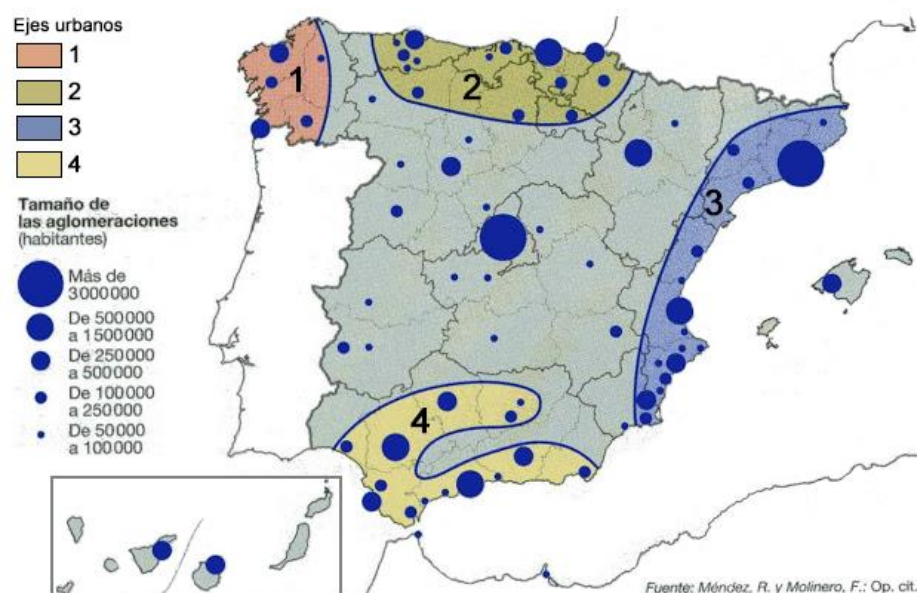 Ejes urbanos
1
2
3
4
Tamaño de
las aglomeraciones
(habitantes)
Más de
3000000
De 500000
a 1500000
De 250000
a 500000
De 100000
a 250000
De 50000
a 100000
1
2
3
4
Fuente: Méndez, R. y Molinero, F.: Op. cit.